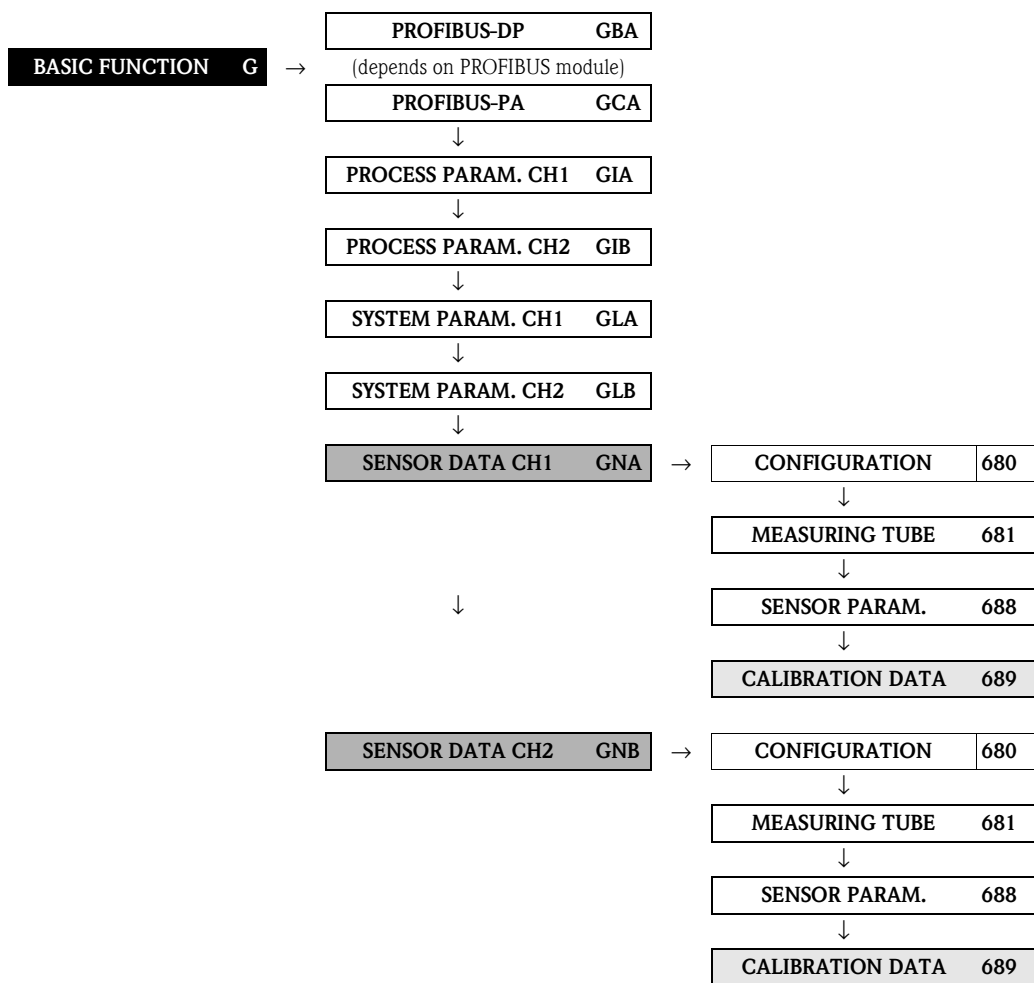 PROFIBUS-DP GBA
BASIC FUNCTION G → (depends on PROFIBUS module)
PROFIBUS-PA GCA
↓
PROCESS PARAM. CH1 GIA
↓
PROCESS PARAM. CH2 GIB
↓
SYSTEM PARAM. CH1 GLA
↓
SYSTEM PARAM. CH2 GLB
↓
SENSOR DATA CH1 GNA → CONFIGURATION 680
↓
MEASURING TUBE 681
↓
↓ SENSOR PARAM. 688
↓
CALIBRATION DATA 689
SENSOR DATA CH2 GNB → CONFIGURATION 680
↓
MEASURING TUBE 681
↓
SENSOR PARAM. 688
↓
CALIBRATION DATA 689